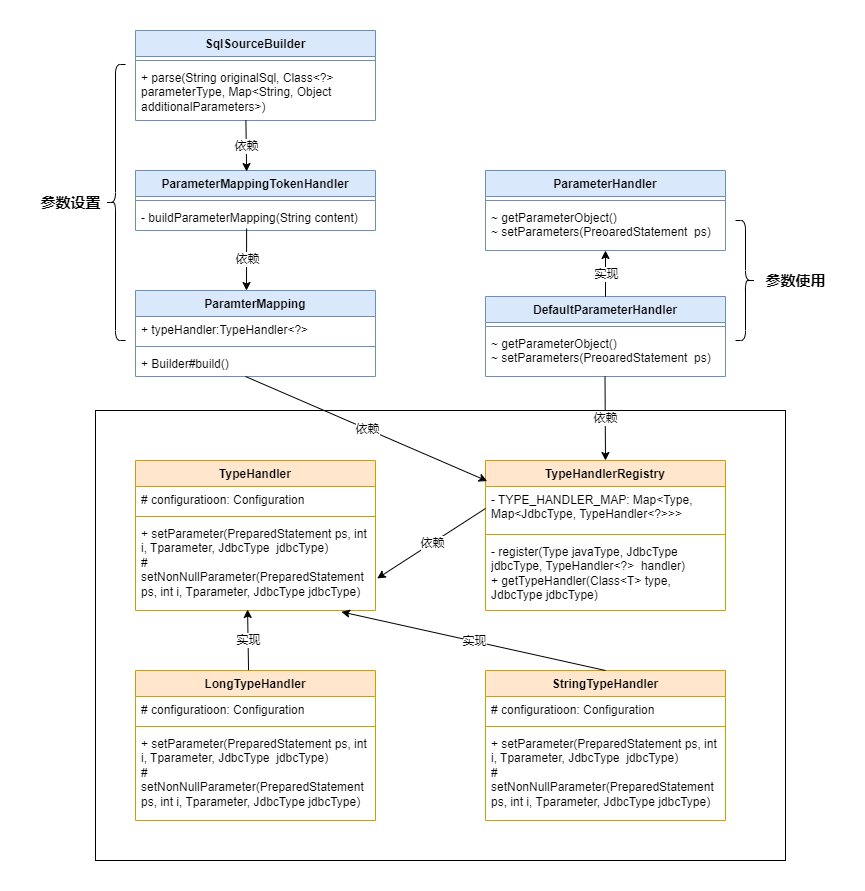 SqlSourceBuilder
+ parse(String originalSql, Class<?>
parameterType, Map<String, Object
additionalParameters>)
依赖
参数设置
ParameterMappingTokenHandler
- buildParameterMapping(String content)
依赖
ParamterMapping
+ typeHandler:TypeHandler<?>
+ Builder#build()
ParameterHandler
~ getParameterObject()
~ setParameters(PreoaredStatement ps)
实现
参数使用
DefaultParameterHandler
~ getParameterObject()
~ setParameters(PreoaredStatement ps)
依赖
依赖
TypeHandler
# configuratioon: Configuration
+ setParameter(PreparedStatement ps, int
i, Tparameter, JdbcType jdbcType)
#
setNonNullParameter(PreparedStatement
ps, int i, Tparameter, JdbcType jdbcType)
依赖
TypeHandlerRegistry
- TYPE_HANDLER_MAP: Map<Type,
Map<JdbcType, TypeHandler<?>>>
- register(Type javaType, JdbcType
jdbcType, TypeHandler<?> handler)
+ getTypeHandler(Class<T> type,
JdbcType jdbcType)
实现
实现
LongTypeHandler
# configuratioon: Configuration
+ setParameter(PreparedStatement ps, int
i, Tparameter, JdbcType jdbcType)
#
setNonNullParameter(PreparedStatement
ps, int i, Tparameter, JdbcType jdbcType)
StringTypeHandler
# configuratioon: Configuration
+ setParameter(PreparedStatement ps, int
i, Tparameter, JdbcType jdbcType)
#
setNonNullParameter(PreparedStatement
ps, int i, Tparameter, JdbcType jdbcType)